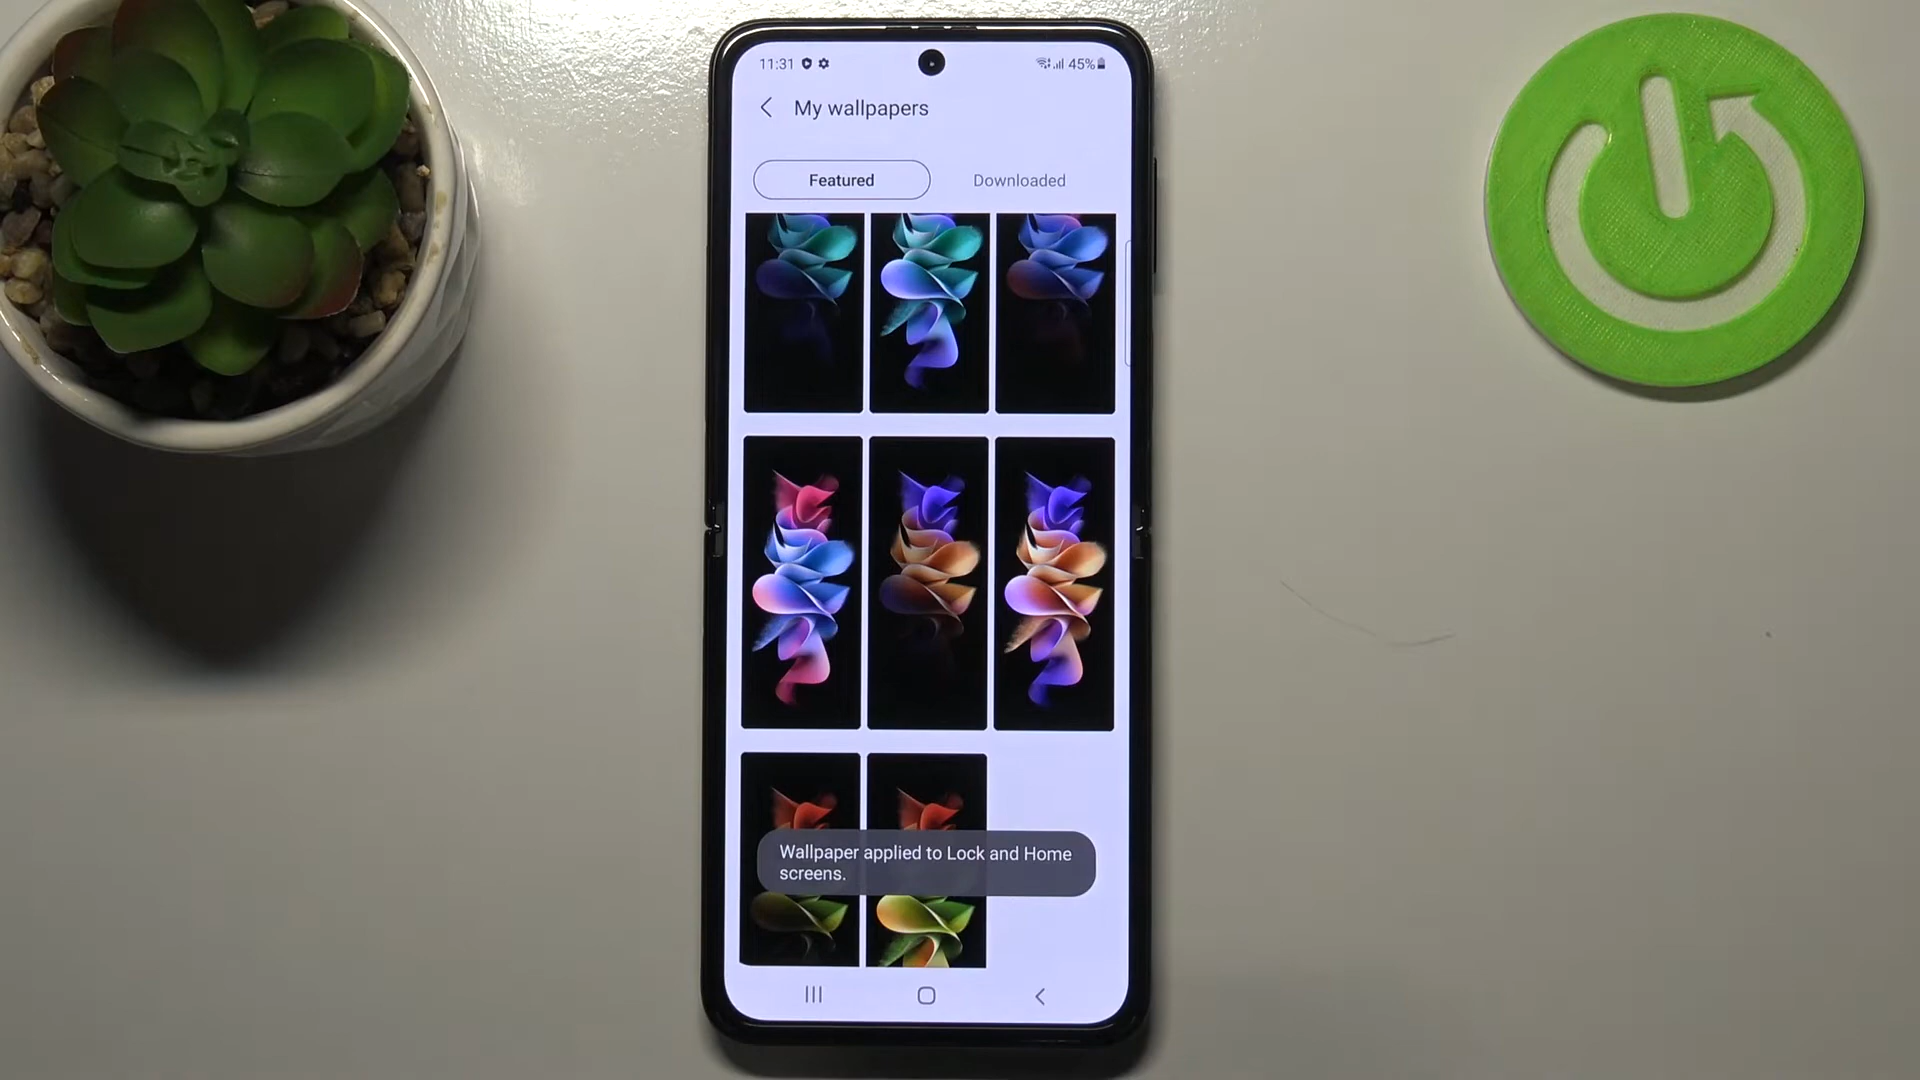 11:31
45%
My wallpapers
Featured
Downloaded
Wallpaper applied to Lock and Home
screens.